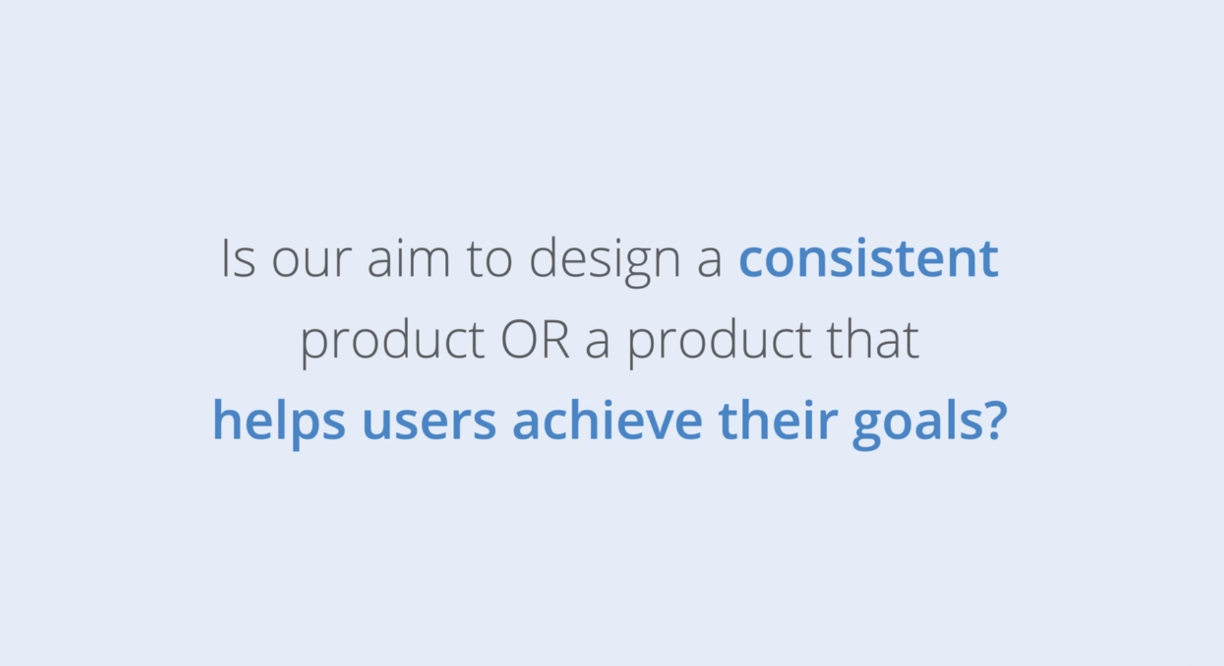 Is our aim to design a consistent
product OR a product that
helps users achieve their goals?